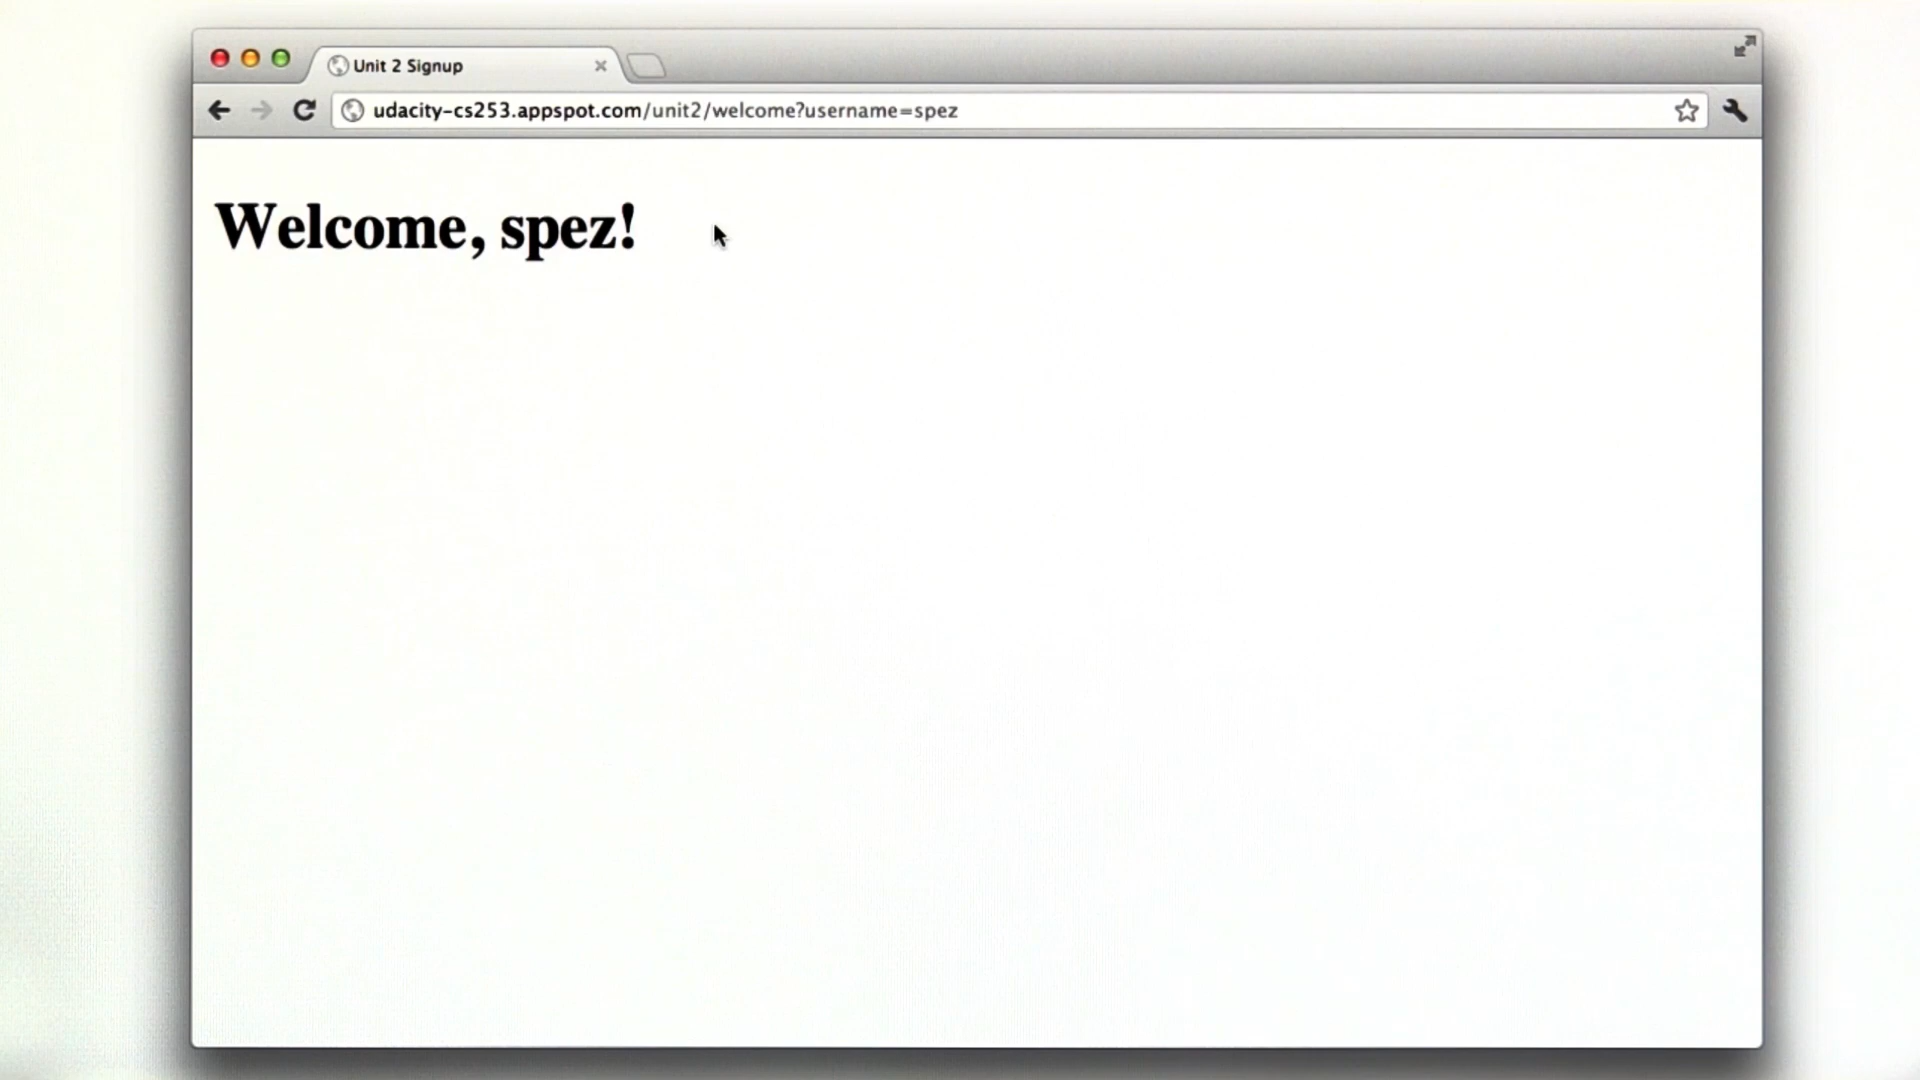 Unit 2 Signup
udacity-cs253.appspot.com/unit2/welcome?username=spez
Welcome, spez!